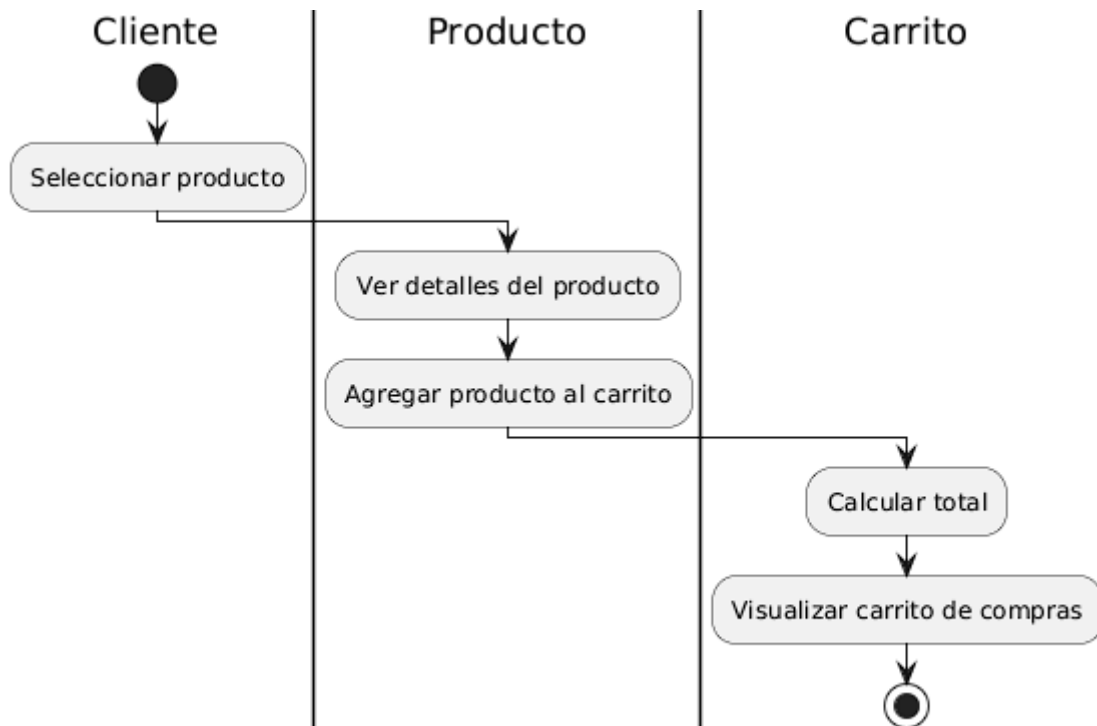 Cliente
Producto
Carrito
Seleccionar producto
Ver detalles del producto
Agregar producto al carrito
Calcular total
Visualizar carrito de compras